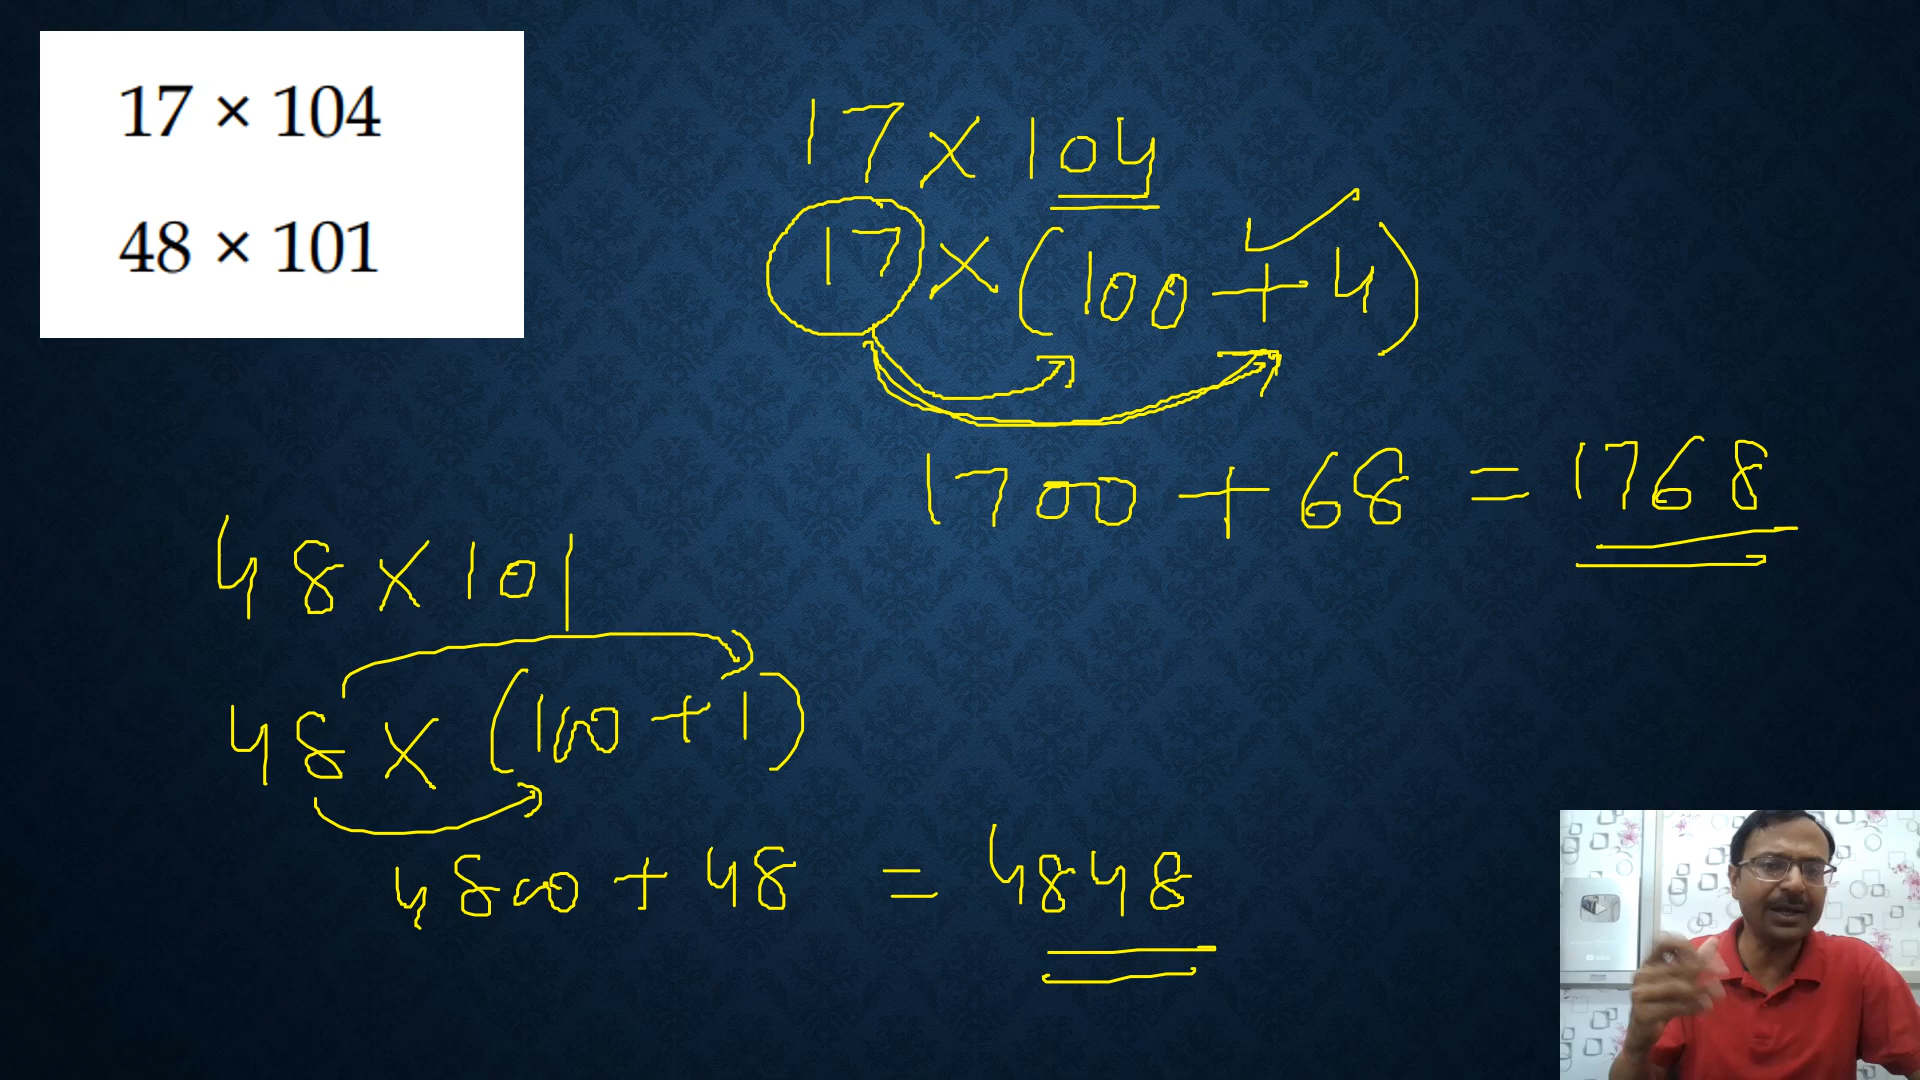 17 × 104
48 × 101
17 × 104
17 × (100 + 4)
1700 + 68 = 1768
48 × 101
48 × (100 + 1)
4800 + 48 = 4848